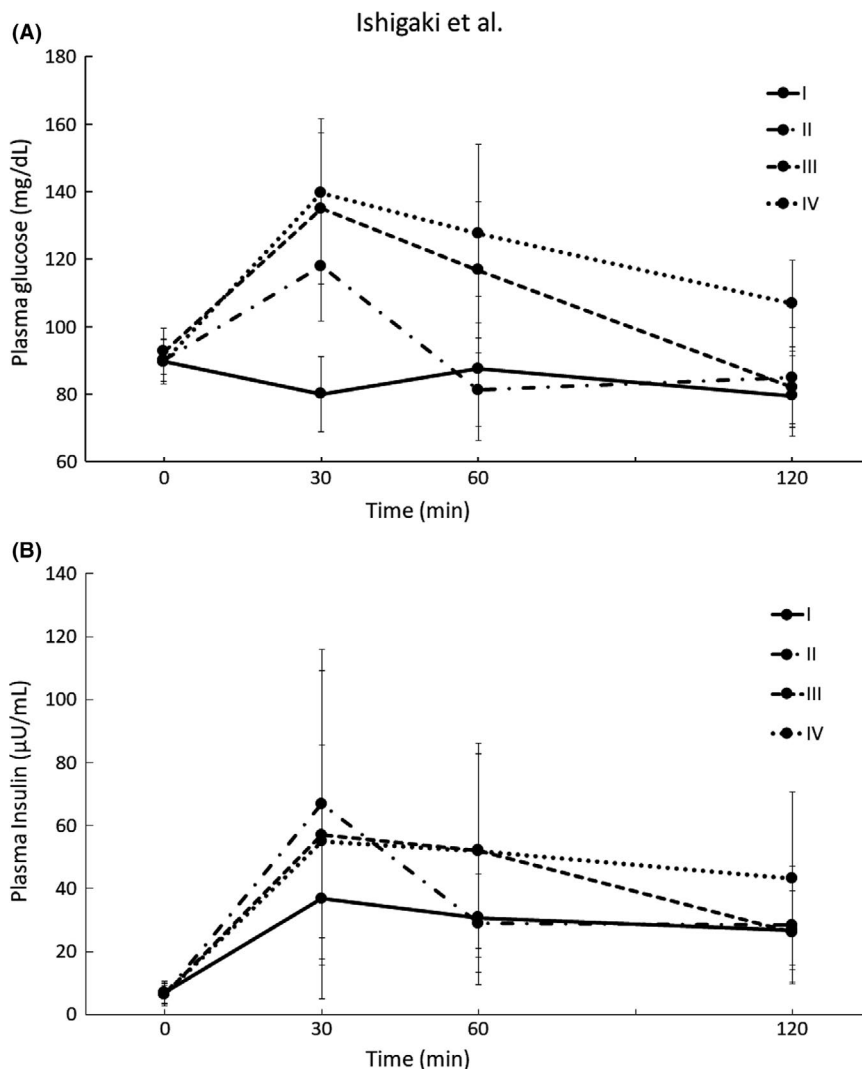 Ishigaki et al.
(A)
180
160
140
120
100
80
60
Plasma glucose (mg/dL)
I
II
III
IV
0 30 60 120
Time (min)
(B)
140
120
100
80
60
40
20
0
Plasma Insulin (µU/mL)
I
II
III
IV
0 30 60 120
Time (min)